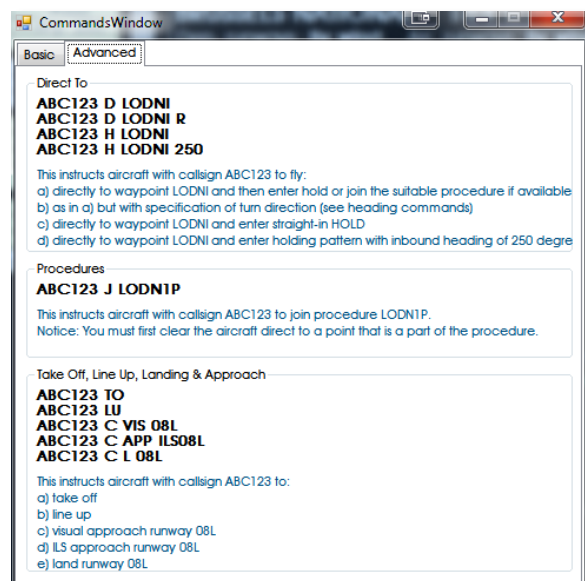 CommandsWindow
Basic Advanced
Direct To
ABC123 D LODNI
ABC123 D LODNI R
ABC123 H LODNI
ABC123 H LODNI 250
This instructs aircraft with callsign ABC123 to fly:
a) directly to waypoint LODNI and then enter hold or join the suitable procedure if available
b) as in a) but with specification of turn direction (see heading commands)
c) directly to waypoint LODNI and enter straight-in HOLD
d) directly to waypoint LODNI and enter holding pattern with inbound heading of 250 degre
Procedures
ABC123 J LODN1P
This instructs aircraft with callsign ABC123 to join procedure LODN1P.
Notice: You must first clear the aircraft direct to a point that is a part of the procedure.
Take Off, Line Up, Landing & Approach
ABC123 TO
ABC123 LU
ABC123 C VIS 08L
ABC123 C APP ILS08L
ABC123 C L 08L
This instructs aircraft with callsign ABC123 to:
a) take off
b) line up
c) visual approach runway 08L
d) ILS approach runway 08L
e) land runway 08L